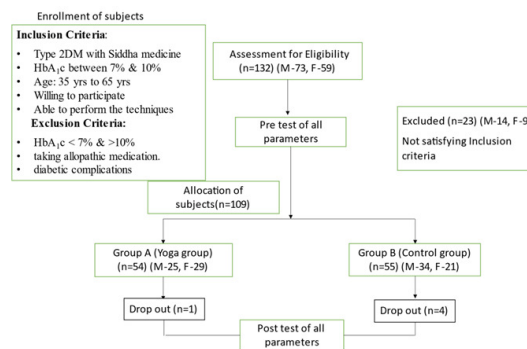 Enrollment of subjects
Inclusion Criteria:
• Type 2DM with Siddha medicine
• HbA₁c between 7% & 10%
• Age: 35 yrs to 65 yrs
• Willing to participate
• Able to perform the techniques
Exclusion Criteria:
• HbA₁c < 7% & >10%
• taking allopathic medication.
• diabetic complications
Assessment for Eligibility
(n=132) (M-73, F-59)
Pre test of all
parameters
Excluded (n=23) (M-14, F-9
Not satisfying Inclusion
criteria
Allocation of
subjects(n=109)
Group A (Yoga group)
(n=54) (M-25, F-29)
Group B (Control group)
(n=55) (M-34, F-21)
Drop out (n=1)
Drop out (n=4)
Post test of all
parameters